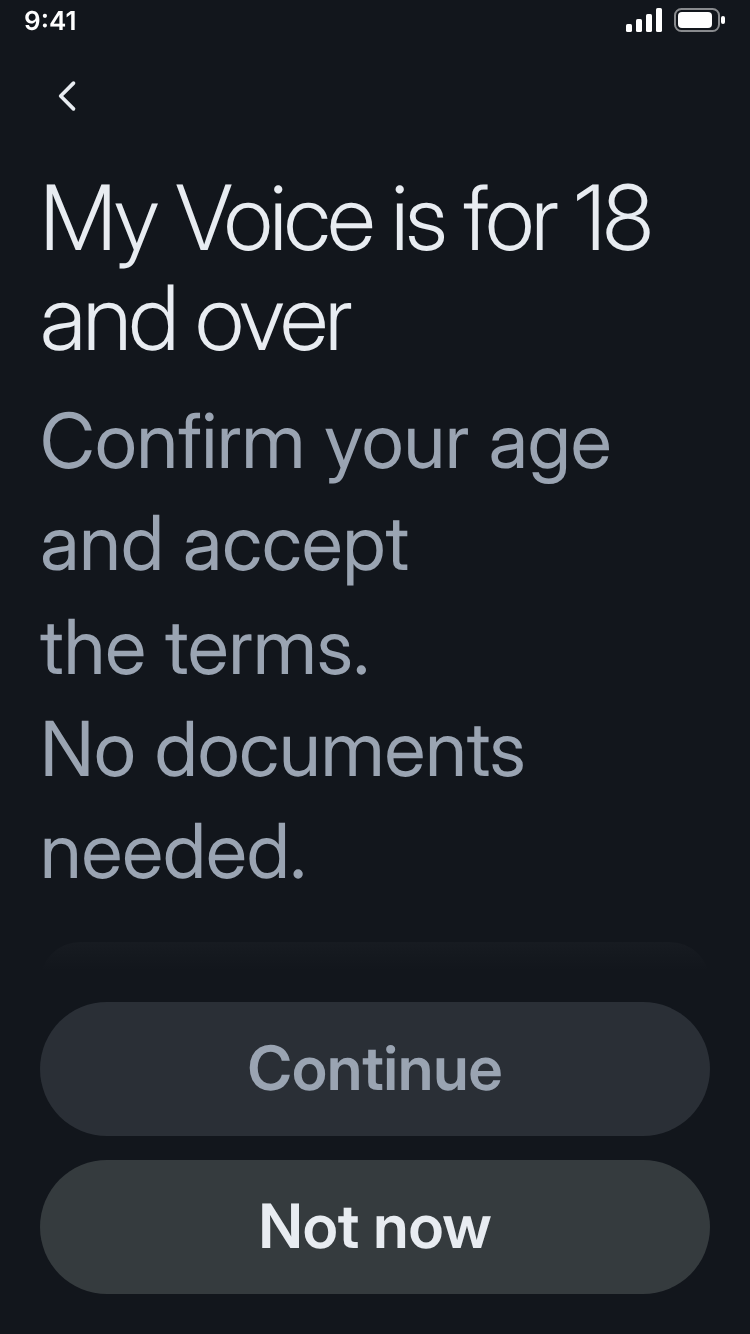 9:41
My Voice is for 18
and over
Confirm your age
and accept
the terms.
No documents
needed.
Continue
Not now